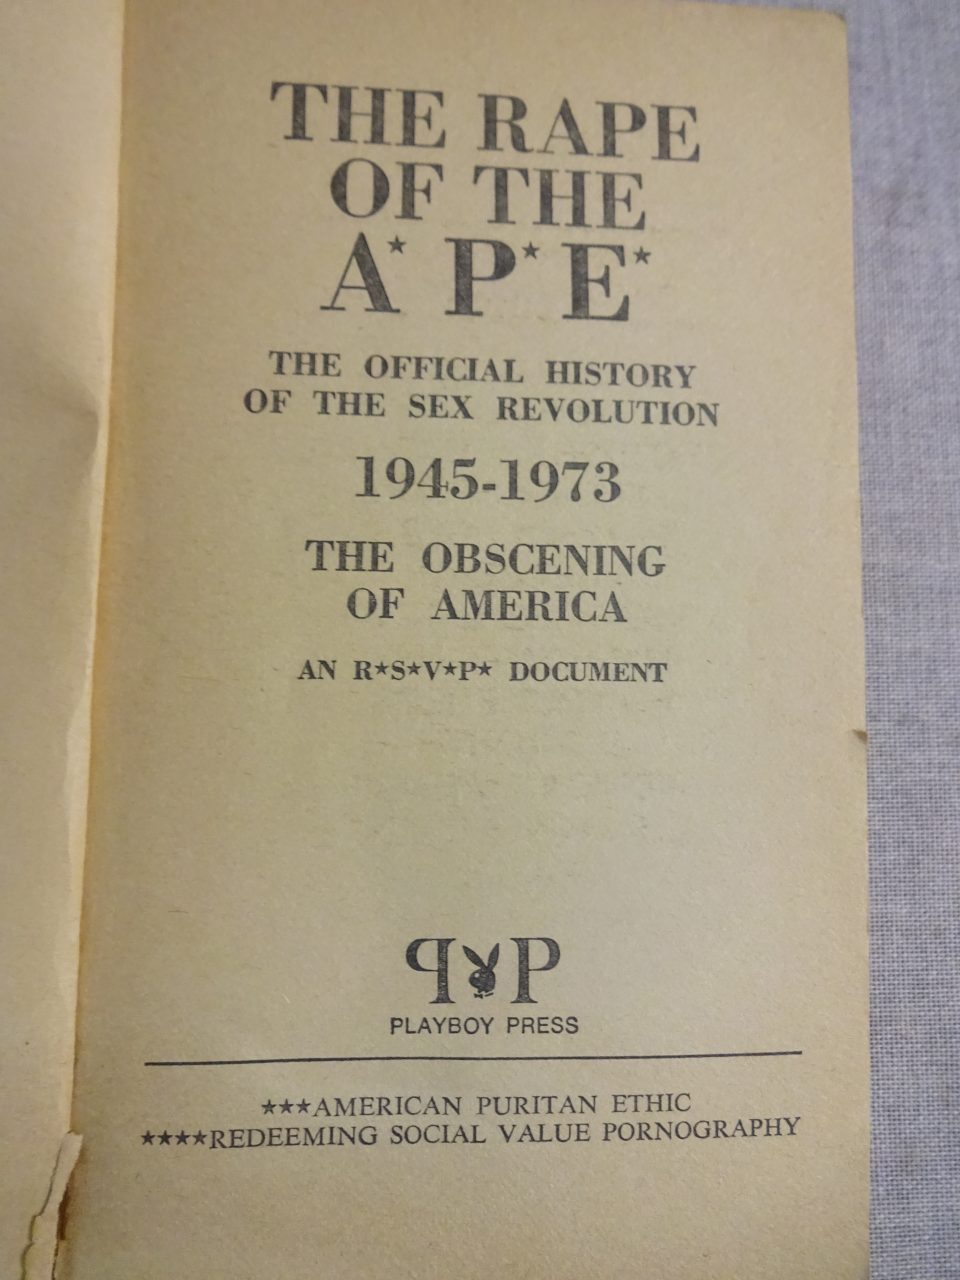 THE RAPE
OF THE
A★ P★ E★
THE OFFICIAL HISTORY
OF THE SEX REVOLUTION
1945-1973
THE OBSCENING
OF AMERICA
AN R★S★V★P★ DOCUMENT
P P
PLAYBOY PRESS
★★★AMERICAN PURITAN ETHIC
★★★★REDEEMING SOCIAL VALUE PORNOGRAPHY